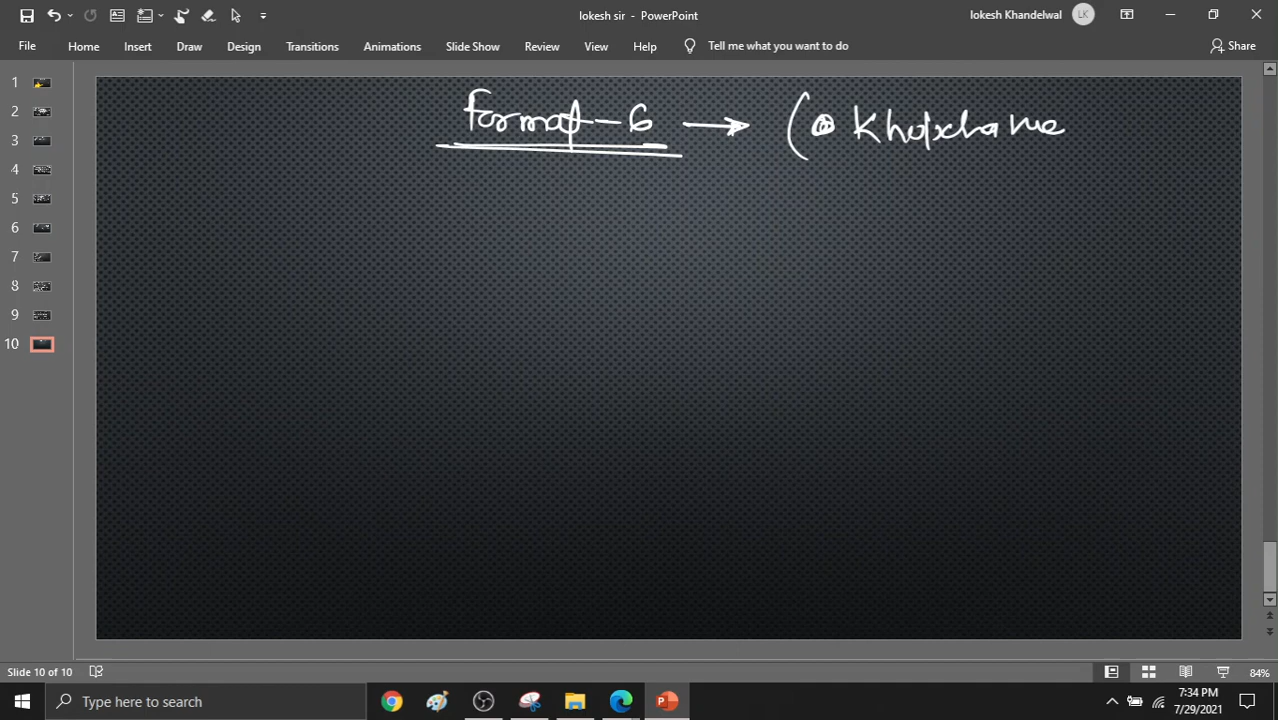 lokesh sir - PowerPoint
lokesh Khandelwal LK
File Home Insert Draw Design Transitions Animations Slide Show Review View Help Tell me what you want to do Share
1
2
3
4
5
6
7
8
9
10
format - 6 → (
Slide 10 of 10
84%
Type here to search
7:34 PM
7/29/2021